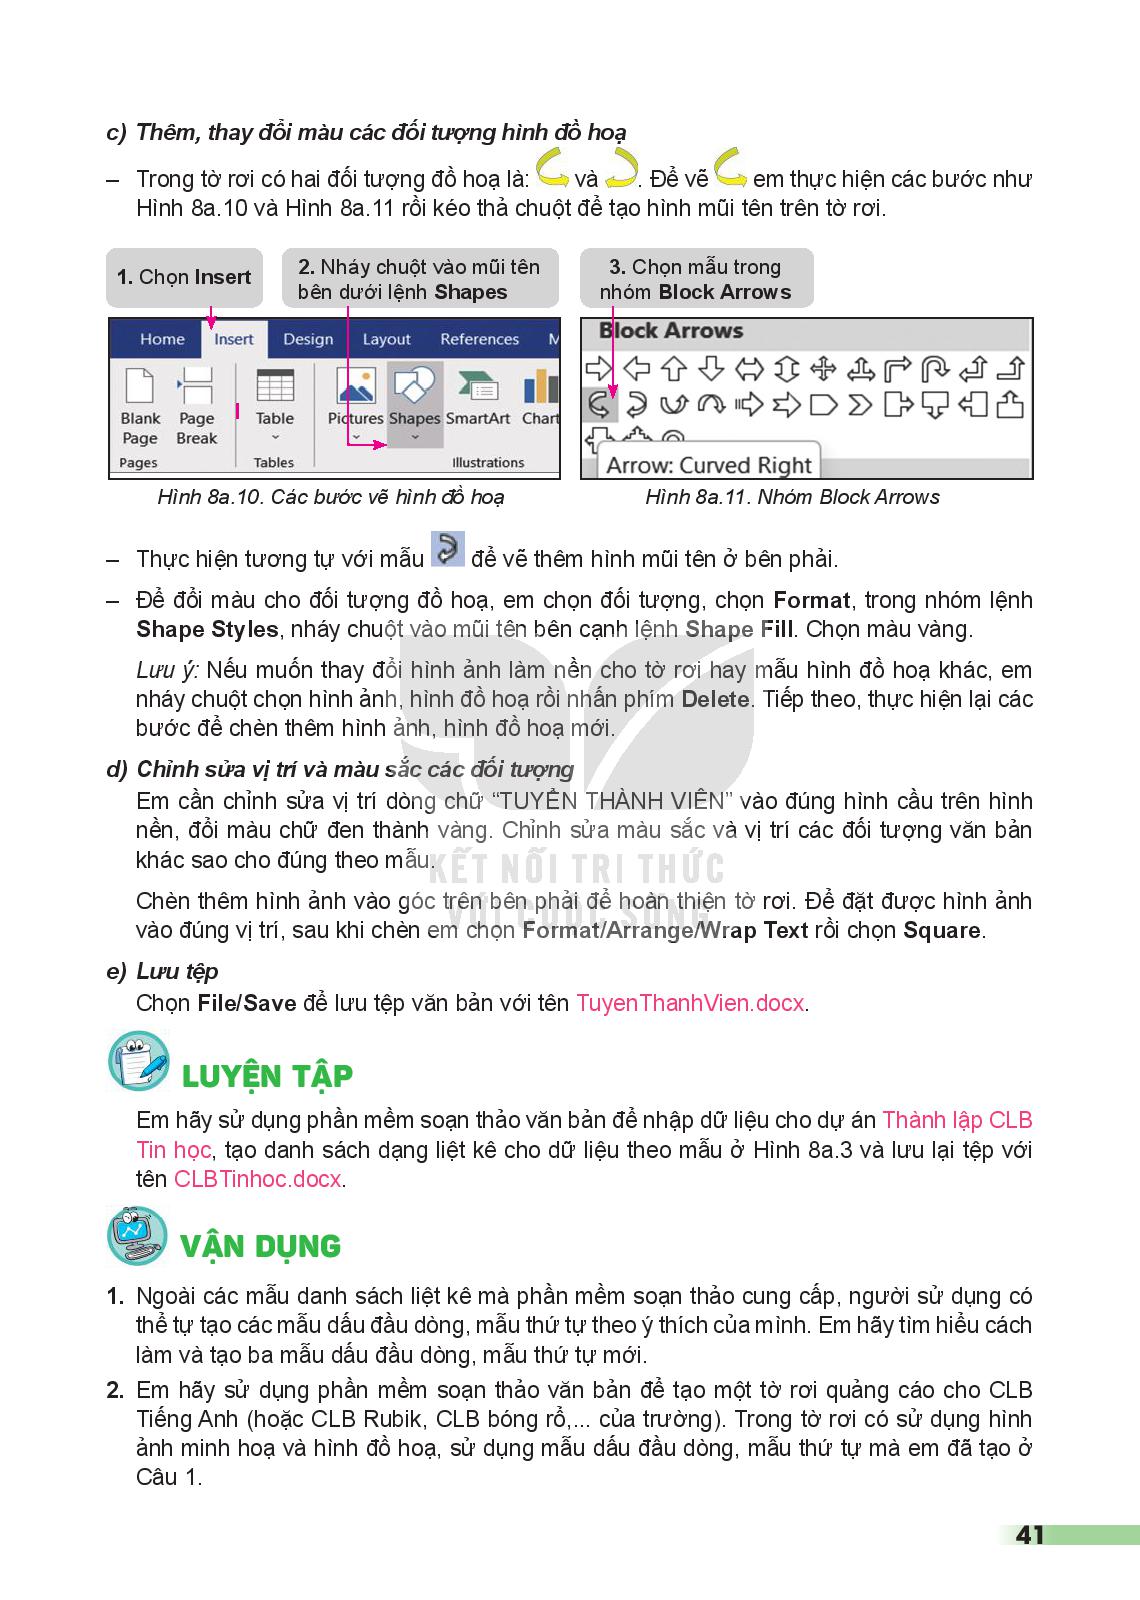 c) Thêm, thay đổi màu các đối tượng hình đồ hoạ
– Trong tờ rơi có hai đối tượng đồ hoạ là: và . Để vẽ em thực hiện các bước như
Hình 8a.10 và Hình 8a.11 rồi kéo thả chuột để tạo hình mũi tên trên tờ rơi.
1. Chọn Insert
2. Nháy chuột vào mũi tên
bên dưới lệnh Shapes
3. Chọn mẫu trong
nhóm Block Arrows
Home Insert Design Layout References M
Blank Page Table Pictures Shapes SmartArt Chart
Page Break
Pages Tables Illustrations
Block Arrows
Arrow: Curved Right
Hình 8a.10. Các bước vẽ hình đồ hoạ
Hình 8a.11. Nhóm Block Arrows
– Thực hiện tương tự với mẫu để vẽ thêm hình mũi tên ở bên phải.
– Để đổi màu cho đối tượng đồ hoạ, em chọn đối tượng, chọn Format, trong nhóm lệnh
Shape Styles, nháy chuột vào mũi tên bên cạnh lệnh Shape Fill. Chọn màu vàng.
Lưu ý: Nếu muốn thay đổi hình ảnh làm nền cho tờ rơi hay mẫu hình đồ hoạ khác, em
nháy chuột chọn hình ảnh, hình đồ hoạ rồi nhấn phím Delete. Tiếp theo, thực hiện lại các
bước để chèn thêm hình ảnh, hình đồ hoạ mới.
d) Chỉnh sửa vị trí và màu sắc các đối tượng
Em cần chỉnh sửa vị trí dòng chữ “TUYỂN THÀNH VIÊN” vào đúng hình cầu trên hình
nền, đổi màu chữ đen thành vàng. Chỉnh sửa màu sắc và vị trí các đối tượng văn bản
khác sao cho đúng theo mẫu.
KẾT NỐI TRI THỨC
Chèn thêm hình ảnh vào góc trên bên phải để hoàn thiện tờ rơi. Để đặt được hình ảnh
VỚI CUỘC SỐNG
vào đúng vị trí, sau khi chèn em chọn Format/Arrange/Wrap Text rồi chọn Square.
e) Lưu tệp
Chọn File/Save để lưu tệp văn bản với tên TuyenThanhVien.docx.
LUYỆN TẬP
Em hãy sử dụng phần mềm soạn thảo văn bản để nhập dữ liệu cho dự án Thành lập CLB
Tin học, tạo danh sách dạng liệt kê cho dữ liệu theo mẫu ở Hình 8a.3 và lưu lại tệp với
tên CLBTinhoc.docx.
VẬN DỤNG
1. Ngoài các mẫu danh sách liệt kê mà phần mềm soạn thảo cung cấp, người sử dụng có
thể tự tạo các mẫu dấu đầu dòng, mẫu thứ tự theo ý thích của mình. Em hãy tìm hiểu cách
làm và tạo ba mẫu dấu đầu dòng, mẫu thứ tự mới.
2. Em hãy sử dụng phần mềm soạn thảo văn bản để tạo một tờ rơi quảng cáo cho CLB
Tiếng Anh (hoặc CLB Rubik, CLB bóng rổ,... của trường). Trong tờ rơi có sử dụng hình
ảnh minh hoạ và hình đồ hoạ, sử dụng mẫu dấu đầu dòng, mẫu thứ tự mà em đã tạo ở
Câu 1.
41